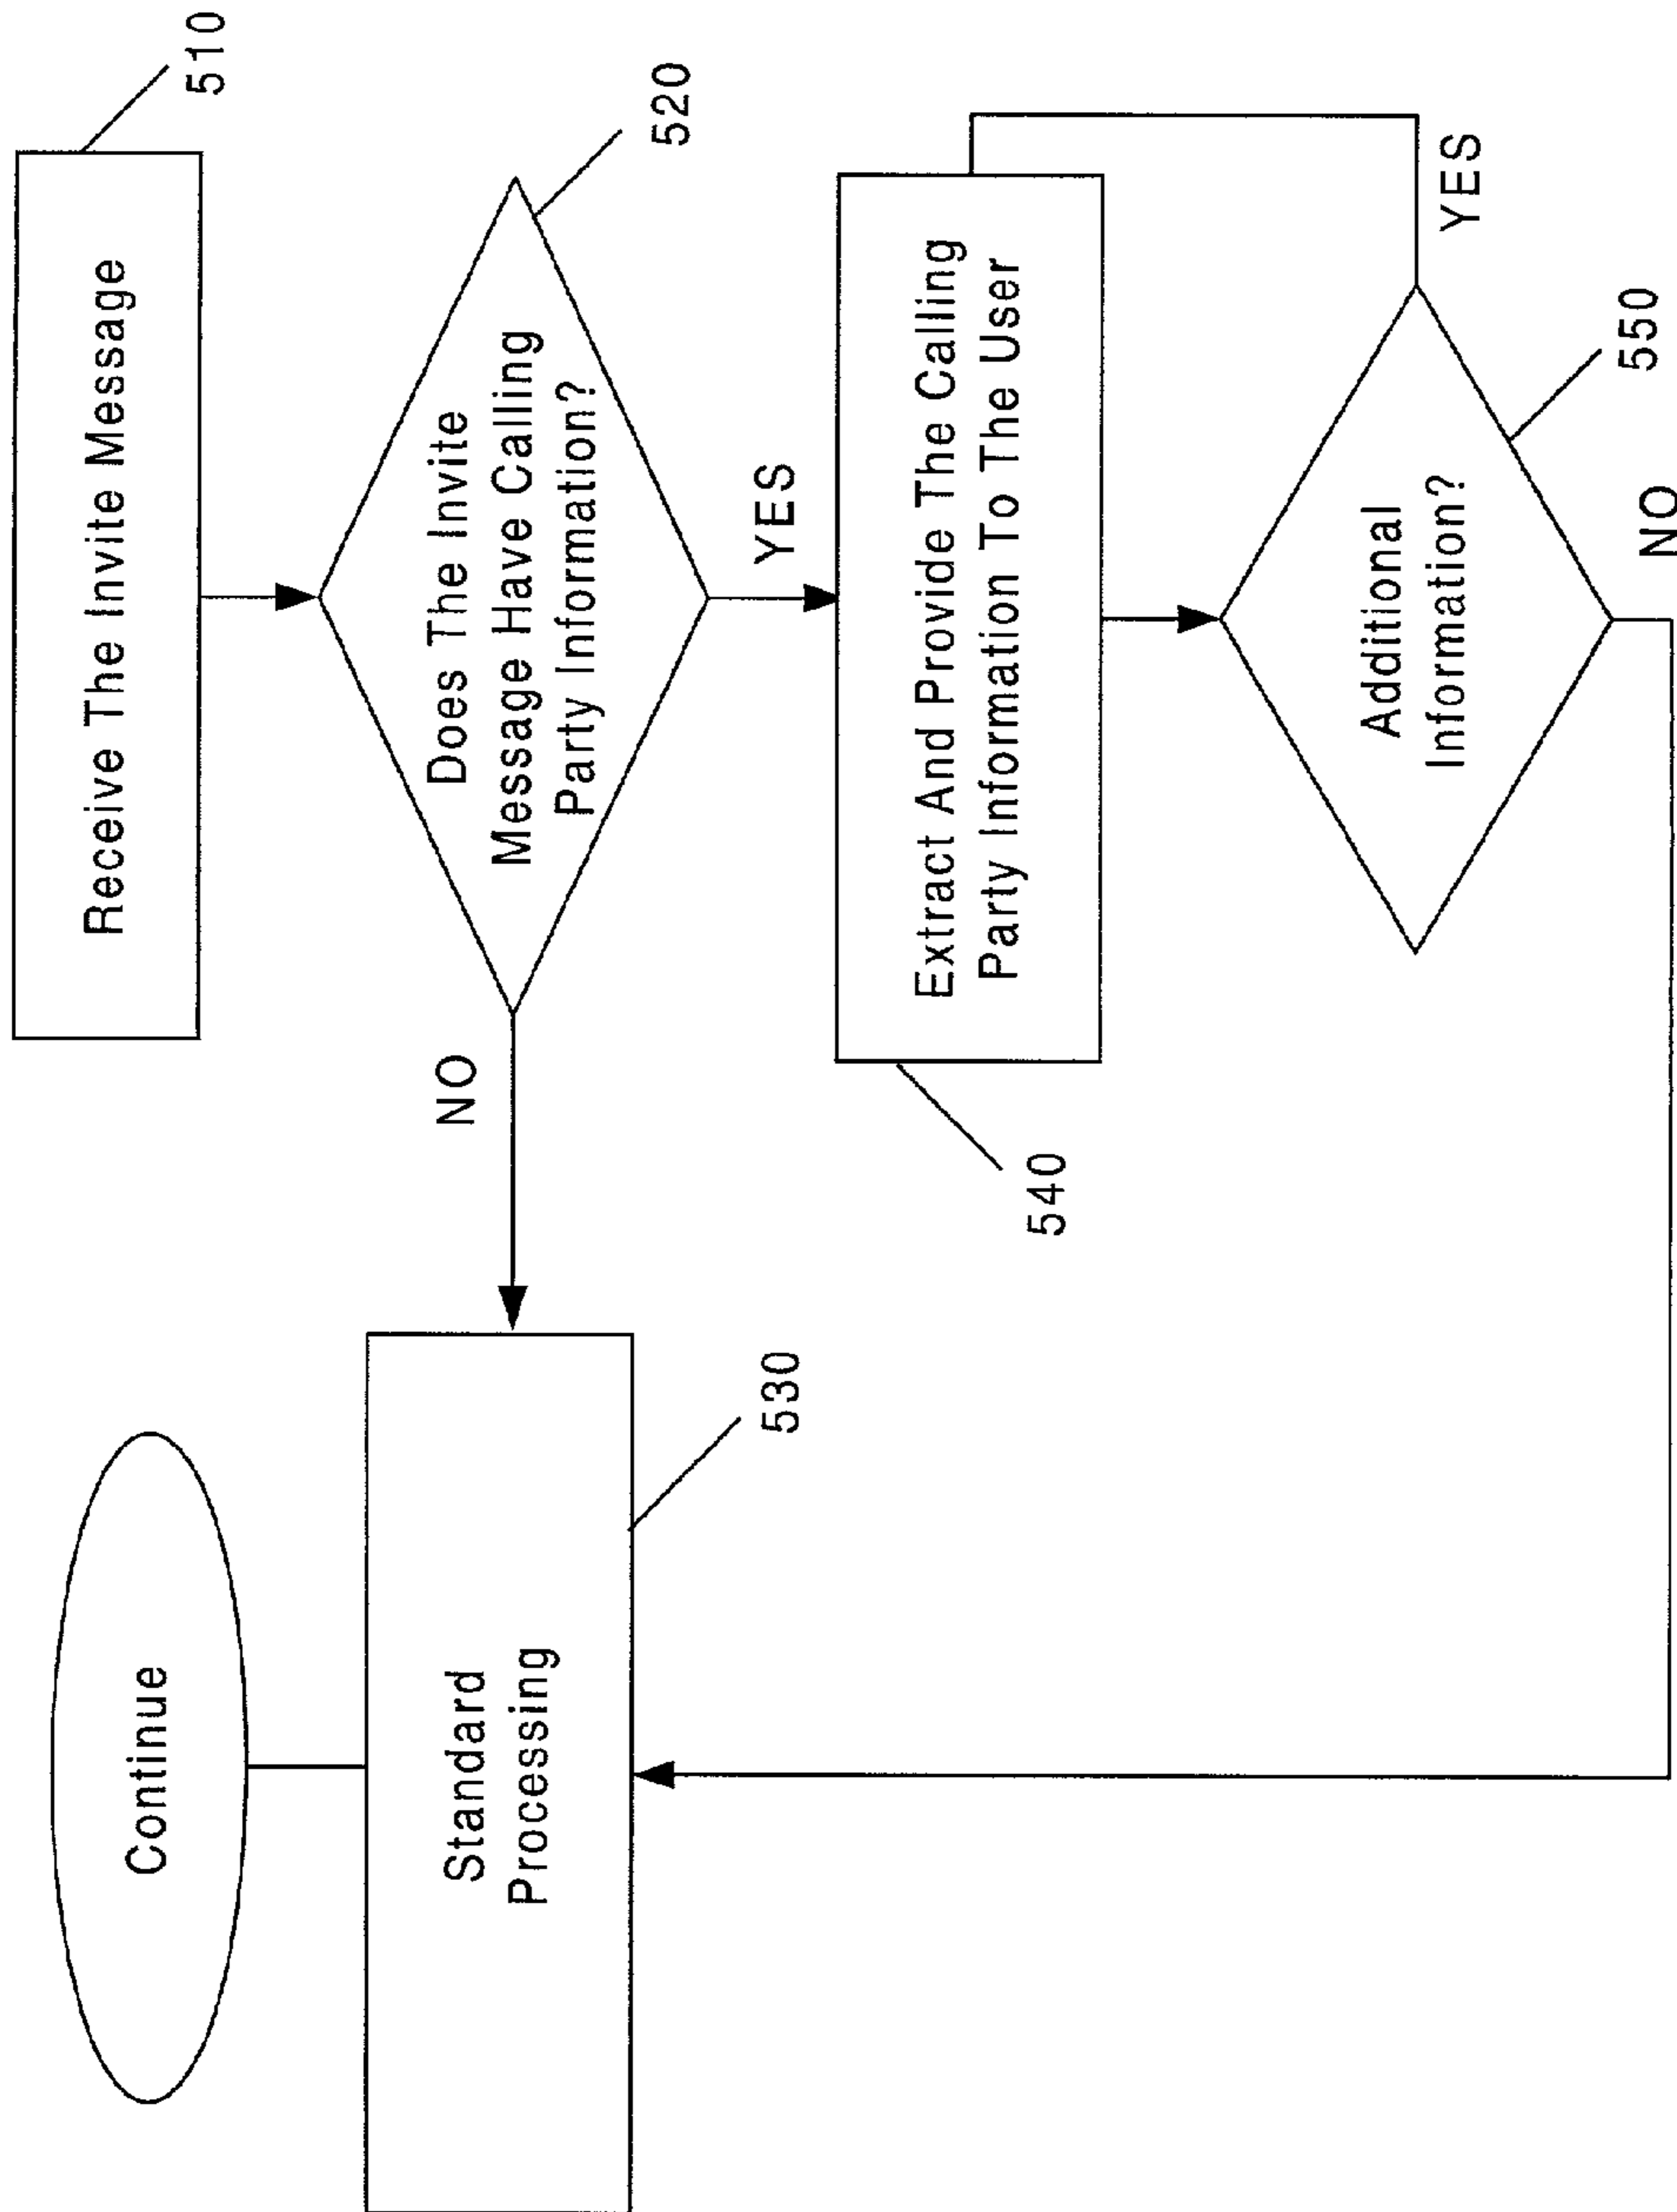 Receive The Invite Message
510
Does The Invite
Message Have Calling
Party Information?
520
NO
YES
Continue
Standard
Processing
530
Extract And Provide The Calling
Party Information To The User
540
Additional
Information?
550
YES
NO